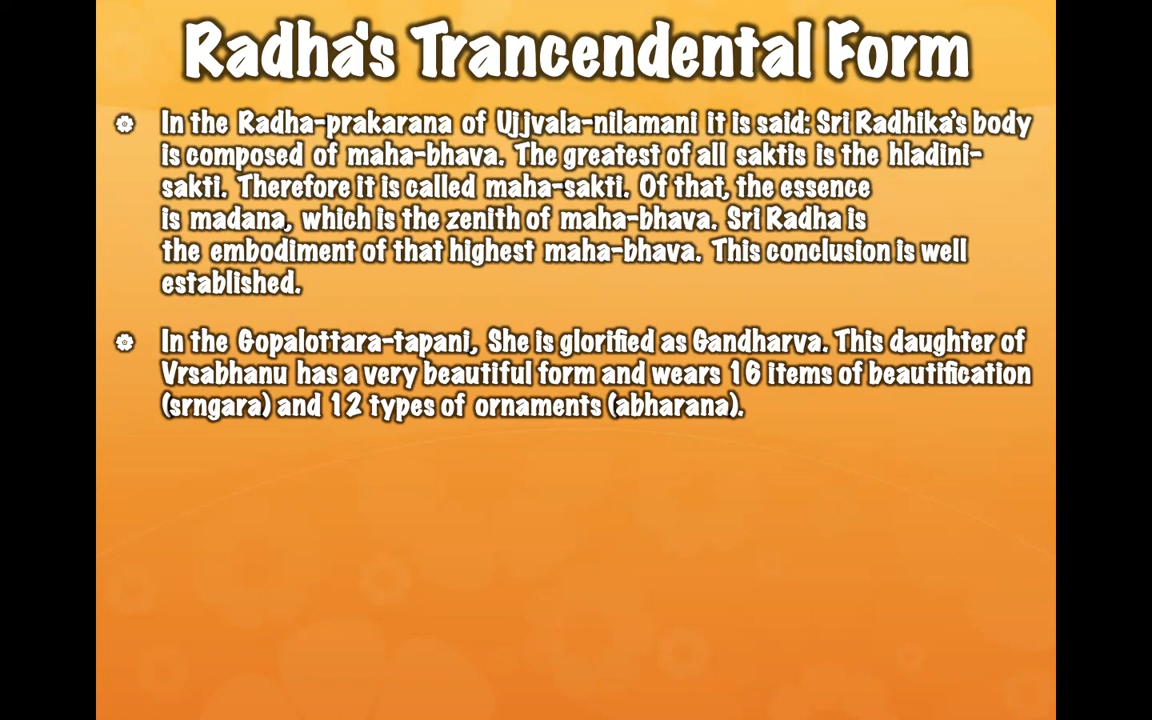 Radha's Trancendental Form
In the Radha-prakarana of Ujjvala-nilamani it is said: Sri Radhika's body
is composed of maha-bhava. The greatest of all saktis is the hladini-
sakti. Therefore it is called maha-sakti. Of that, the essence
is madana, which is the zenith of maha-bhava. Sri Radha is
the embodiment of that highest maha-bhava. This conclusion is well
established.
In the Gopalottara-tapani, She is glorified as Gandharva. This daughter of
Vrsabhanu has a very beautiful form and wears 16 items of beautification
(srngara) and 12 types of ornaments (abharana).